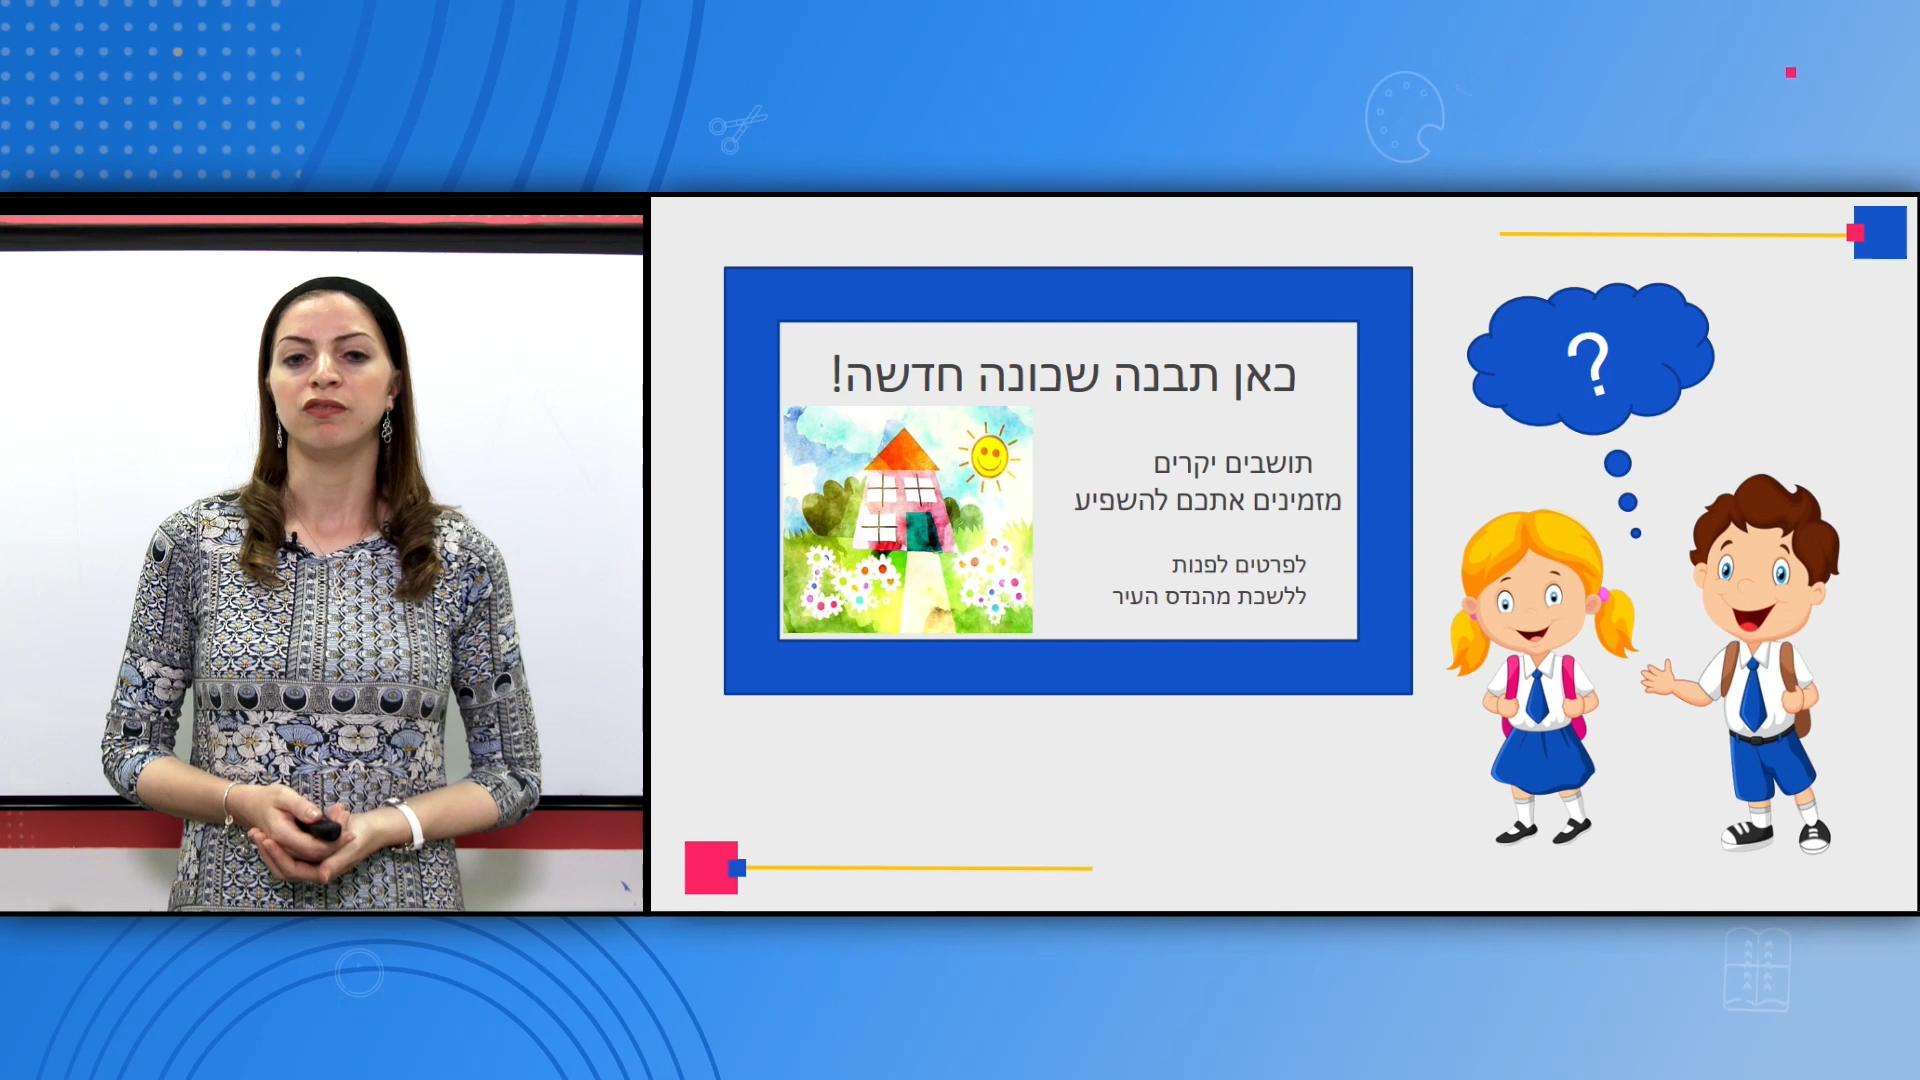 כאן תבנה שכונה חדשה!
תושבים יקרים
מזמינים אתכם להשפיע
לפרטים לפנות
ללשכת מהנדס העיר
?